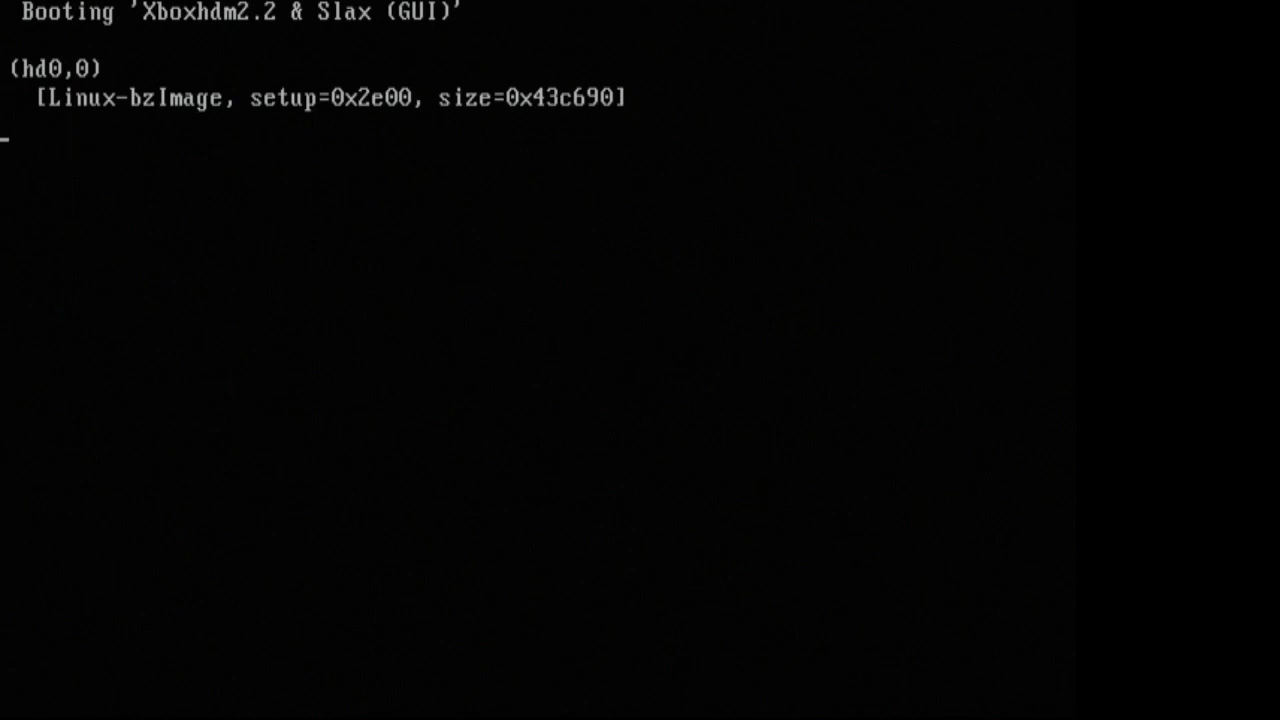 Booting 'Xboxhdm2.2 & Slax (GUI)'
(hd0,0)
[Linux-bzImage, setup=0x2e00, size=0x43c690]